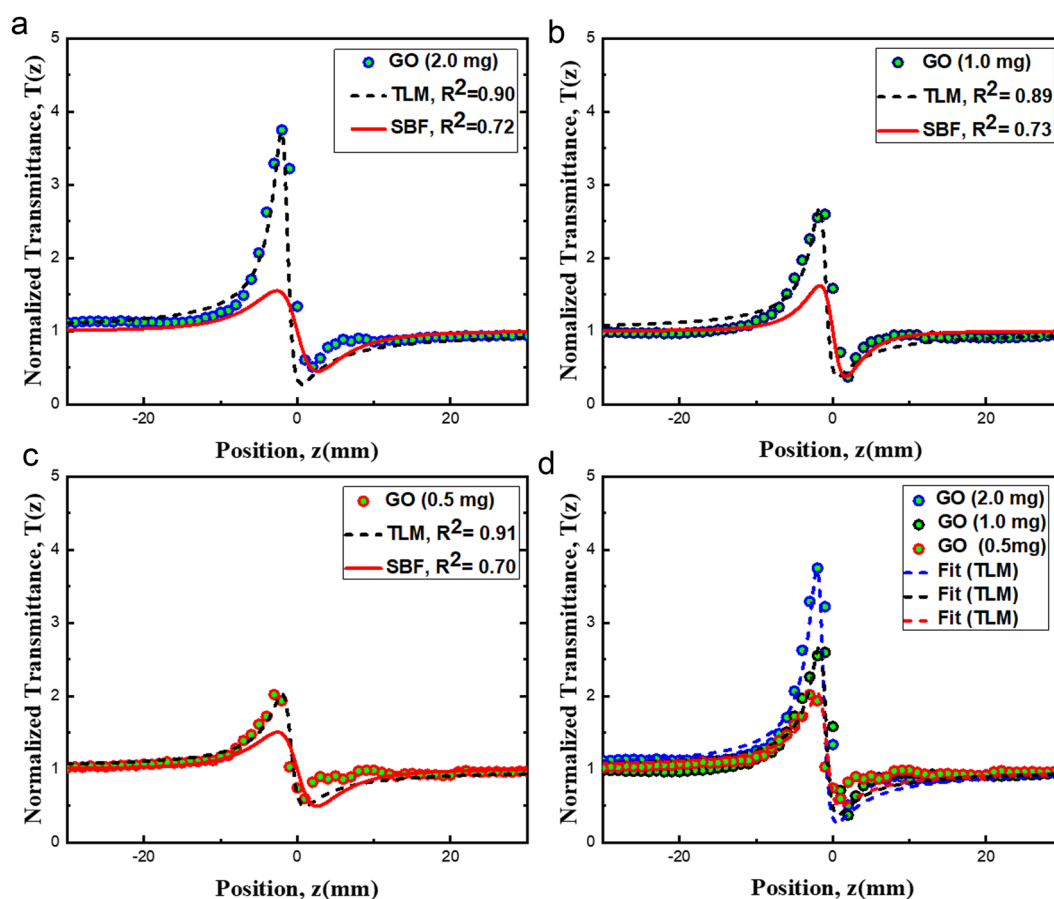 a
GO (2.0 mg)
TLM, R2=0.90
SBF, R2=0.72
Normalized Transmittance, T(z)
5
4
3
2
1
0
-20
0
20
Position, z(mm)
b
GO (1.0 mg)
TLM, R2= 0.89
SBF, R2= 0.73
Nomalized Transmittance, T(z)
5
4
3
2
1
0
-20
0
20
Position, z(mm)
c
GO (0.5 mg)
TLM, R2= 0.91
SBF, R2= 0.70
Normalized Transmittance, T(z)
5
4
3
2
1
0
-20
0
20
Position, z(mm)
d
GO (2.0 mg)
GO (1.0 mg)
GO (0.5mg)
Fit (TLM)
Fit (TLM)
Fit (TLM)
Normalized Transmittance, T(z)
5
4
3
2
1
0
-20
0
20
Position, z(mm)